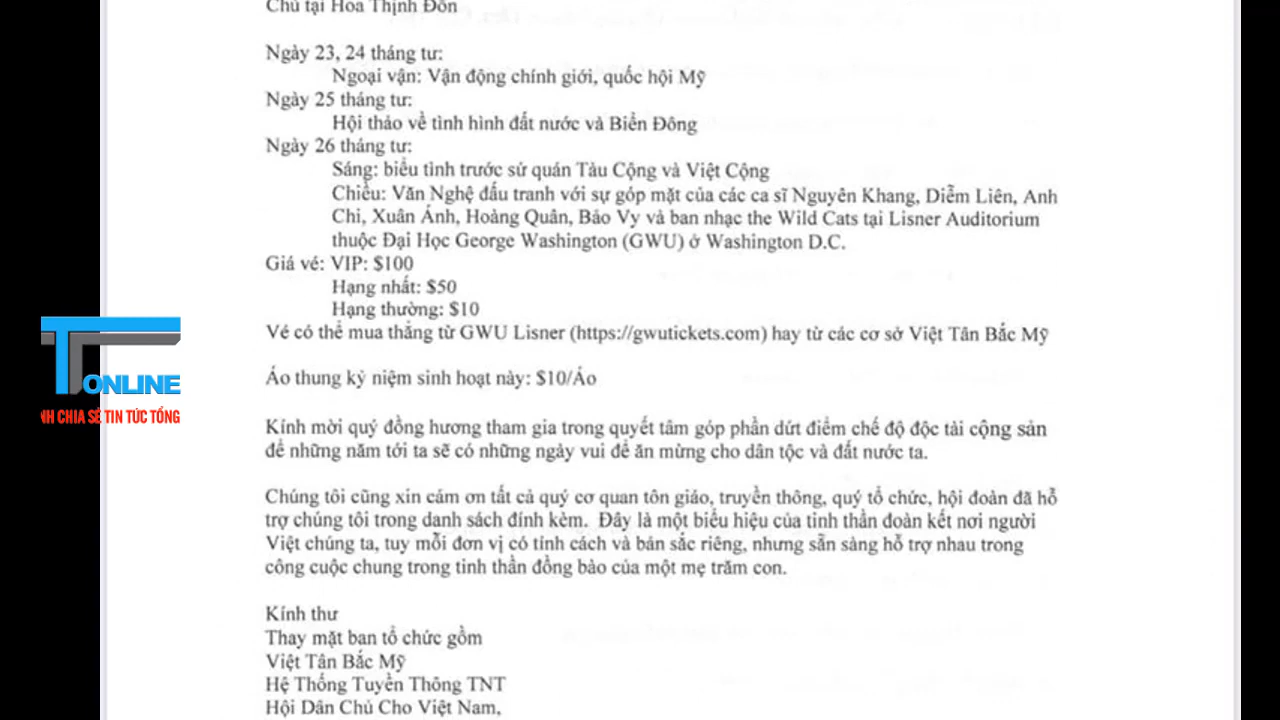 Chủ tại Hoa Thịnh Đốn
Ngày 23, 24 tháng tư:
Ngoại vận: Vận động chính giới, quốc hội Mỹ
Ngày 25 tháng tư:
Hội thảo về tình hình đất nước và Biển Đông
Ngày 26 tháng tư:
Sáng: biểu tình trước sứ quán Tàu Cộng và Việt Cộng
Chiều: Văn Nghệ đấu tranh với sự góp mặt của các ca sĩ Nguyên Khang, Diễm Liên, Anh
Chi, Xuân Ánh, Hoàng Quân, Bảo Vy và ban nhạc the Wild Cats tại Lisner Auditorium
thuộc Đại Học George Washington (GWU) ở Washington D.C.
Giá vé: VIP: $100
Hạng nhất: $50
Hạng thường: $10
Vé có thể mua thẳng từ GWU Lisner (https://gwutickets.com) hay từ các cơ sở Việt Tân Bắc Mỹ
Áo thung kỷ niệm sinh hoạt này: $10/Áo
Kính mời quý đồng hương tham gia trong quyết tâm góp phần dứt điểm chế độ độc tài cộng sản
để những năm tới ta sẽ có những ngày vui để ăn mừng cho dân tộc và đất nước ta.
Chúng tôi cũng xin cám ơn tất cả quý cơ quan tôn giáo, truyền thông, quý tổ chức, hội đoàn đã hỗ
trợ chúng tôi trong danh sách đính kèm. Đây là một biểu hiệu của tinh thần đoàn kết nơi người
Việt chúng ta, tuy mỗi đơn vị có tính cách và bản sắc riêng, nhưng sẵn sàng hỗ trợ nhau trong
công cuộc chung trong tinh thần đồng bào của một mẹ trăm con.
Kính thư
Thay mặt ban tổ chức gồm
Việt Tân Bắc Mỹ
Hệ Thống Tuyền Thông TNT
Hội Dân Chủ Cho Việt Nam,
T ONLINE
NH CHIA SẺ TIN TỨC TỔNG